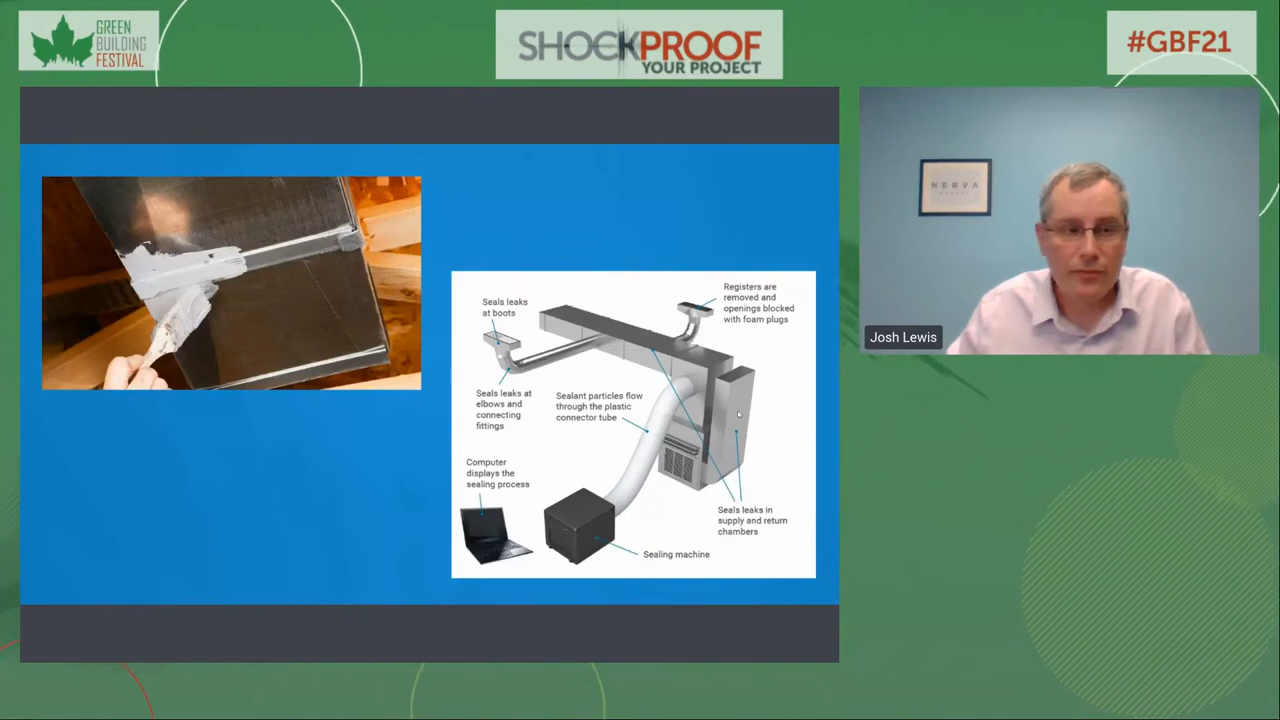 GREEN
BUILDING
FESTIVAL
SHOCKPROOF
YOUR PROJECT
#GBF21
NERVA
Josh Lewis
Seals leaks
at boots
Registers are
removed and
openings blocked
with foam plugs
Seals leaks at
elbows and
connecting
fittings
Sealant particles flow
through the plastic
connector tube
Computer
displays the
sealing process
Seals leaks in
supply and return
chambers
Sealing machine